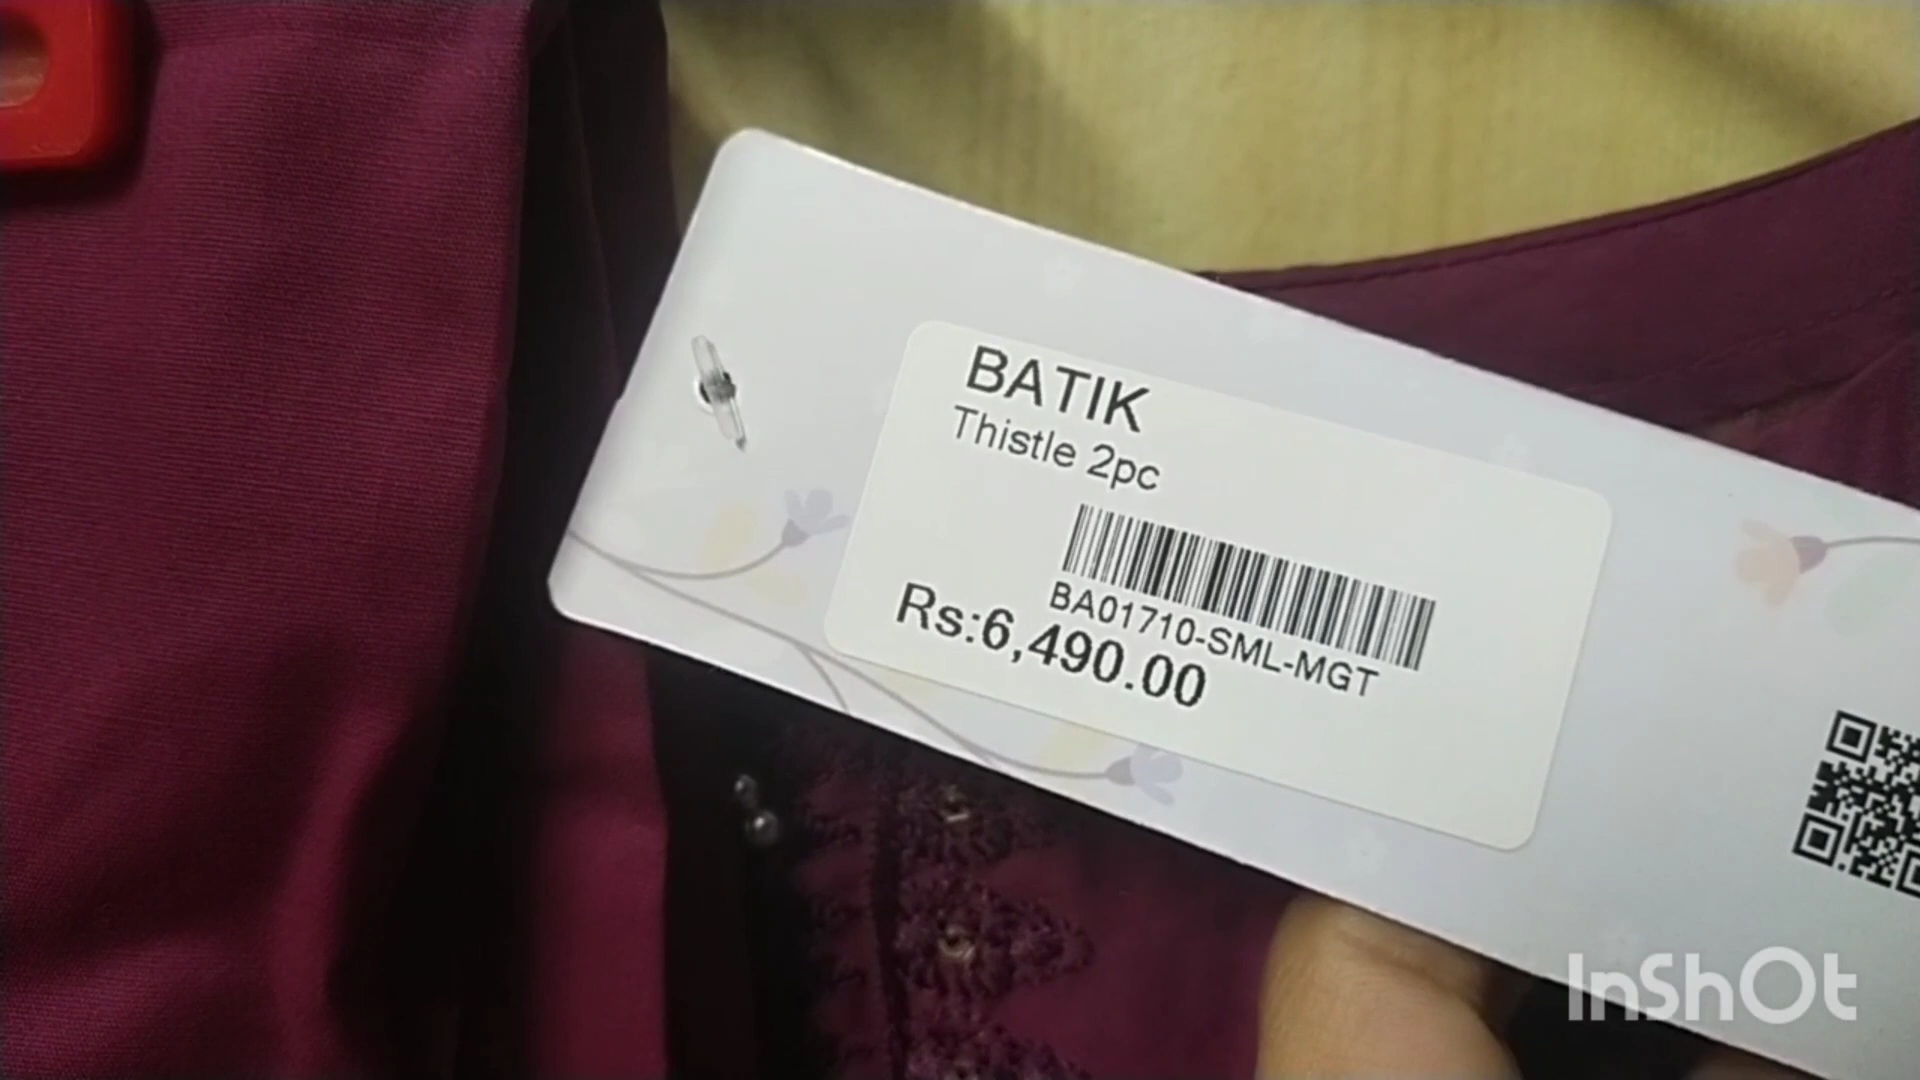 BATIK
Thistle 2pc
BA01710-SML-MGT
Rs:6,490.00
InShOt